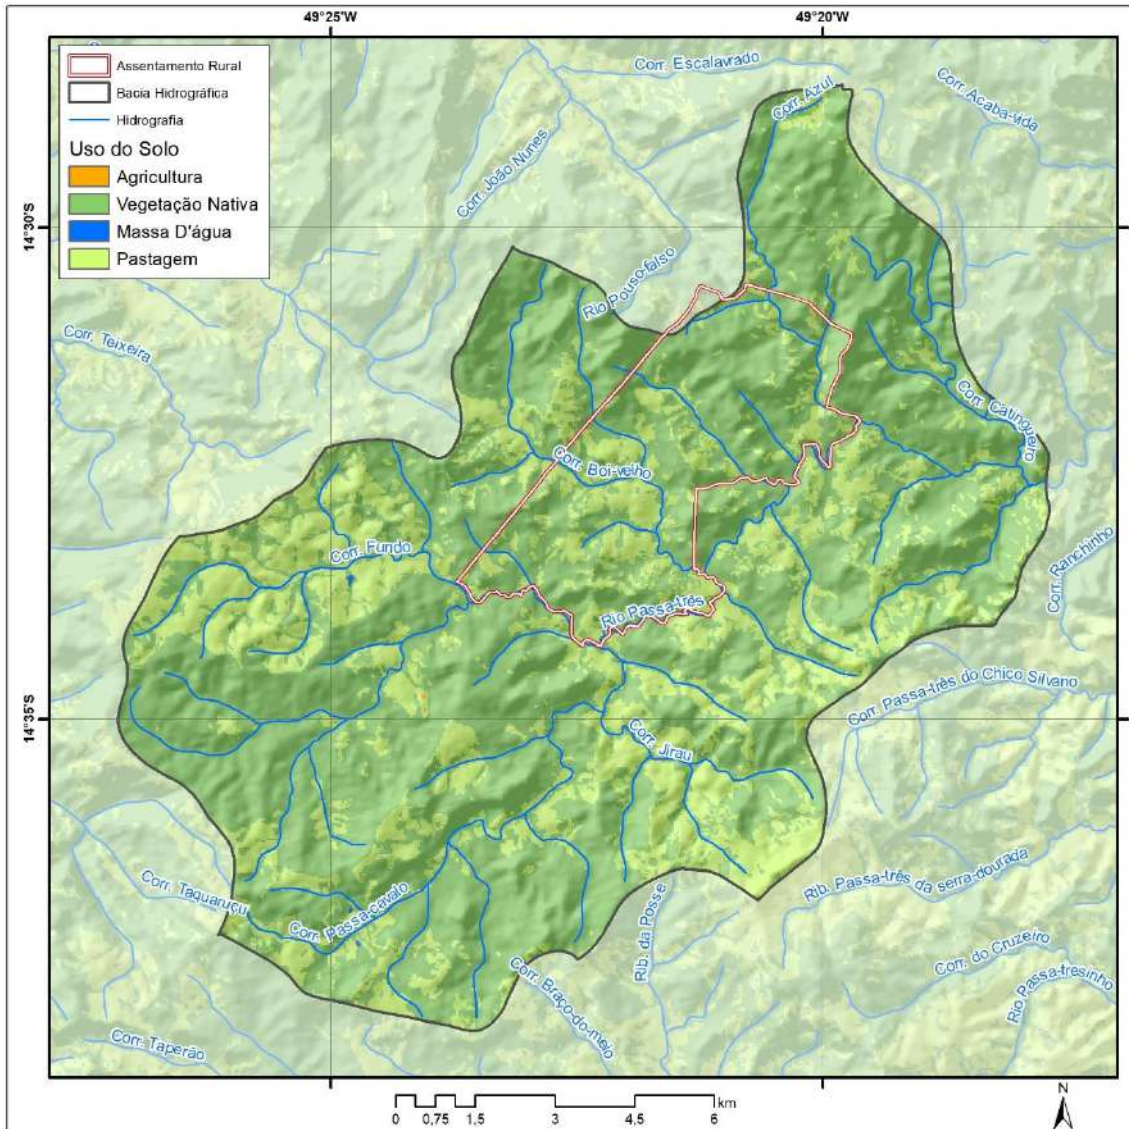 49°25'W
49°20'W
Assentamento Rural
Bacia Hidrográfica
Hidrografia
Uso do Solo
Agricultura
Vegetação Nativa
Massa D'água
Pastagem
Corr. Escalavrado
Corr. Azul
Corr. Acaba-vida
Corr. João Nunes
14°30'S
Rio Pouso-falso
Corr. Teixeira
Corr. Catingueiro
Corr. Boi-velho
Corr. Fundo
Corr. Ranchinho
Rio Passa-três
Corr. Passa-três do Chico Silvano
14°35'S
Corr. Jirau
Rib. Passa-três da serra-dourada
Corr. Taquaruçu
Corr. Passa-cavalo
Rib. da Posse
Corr. do Cruzeiro
Corr. Braço-do-meio
Rio Passa-tresinho
Corr. Taperão
km
0 0,75 1,5 3 4,5 6
N